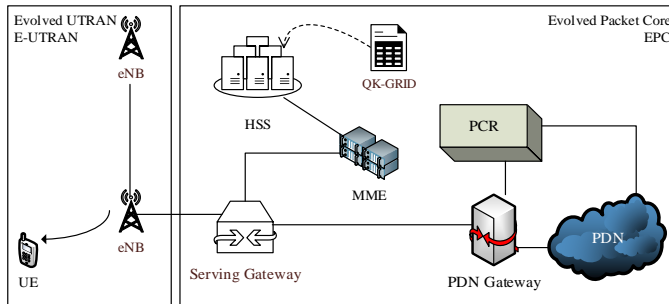 Evolved UTRAN
E-UTRAN
eNB
eNB
UE
Evolved Packet Core
EPC
QK-GRID
HSS
MME
PCR
Serving Gateway
PDN Gateway
PDN